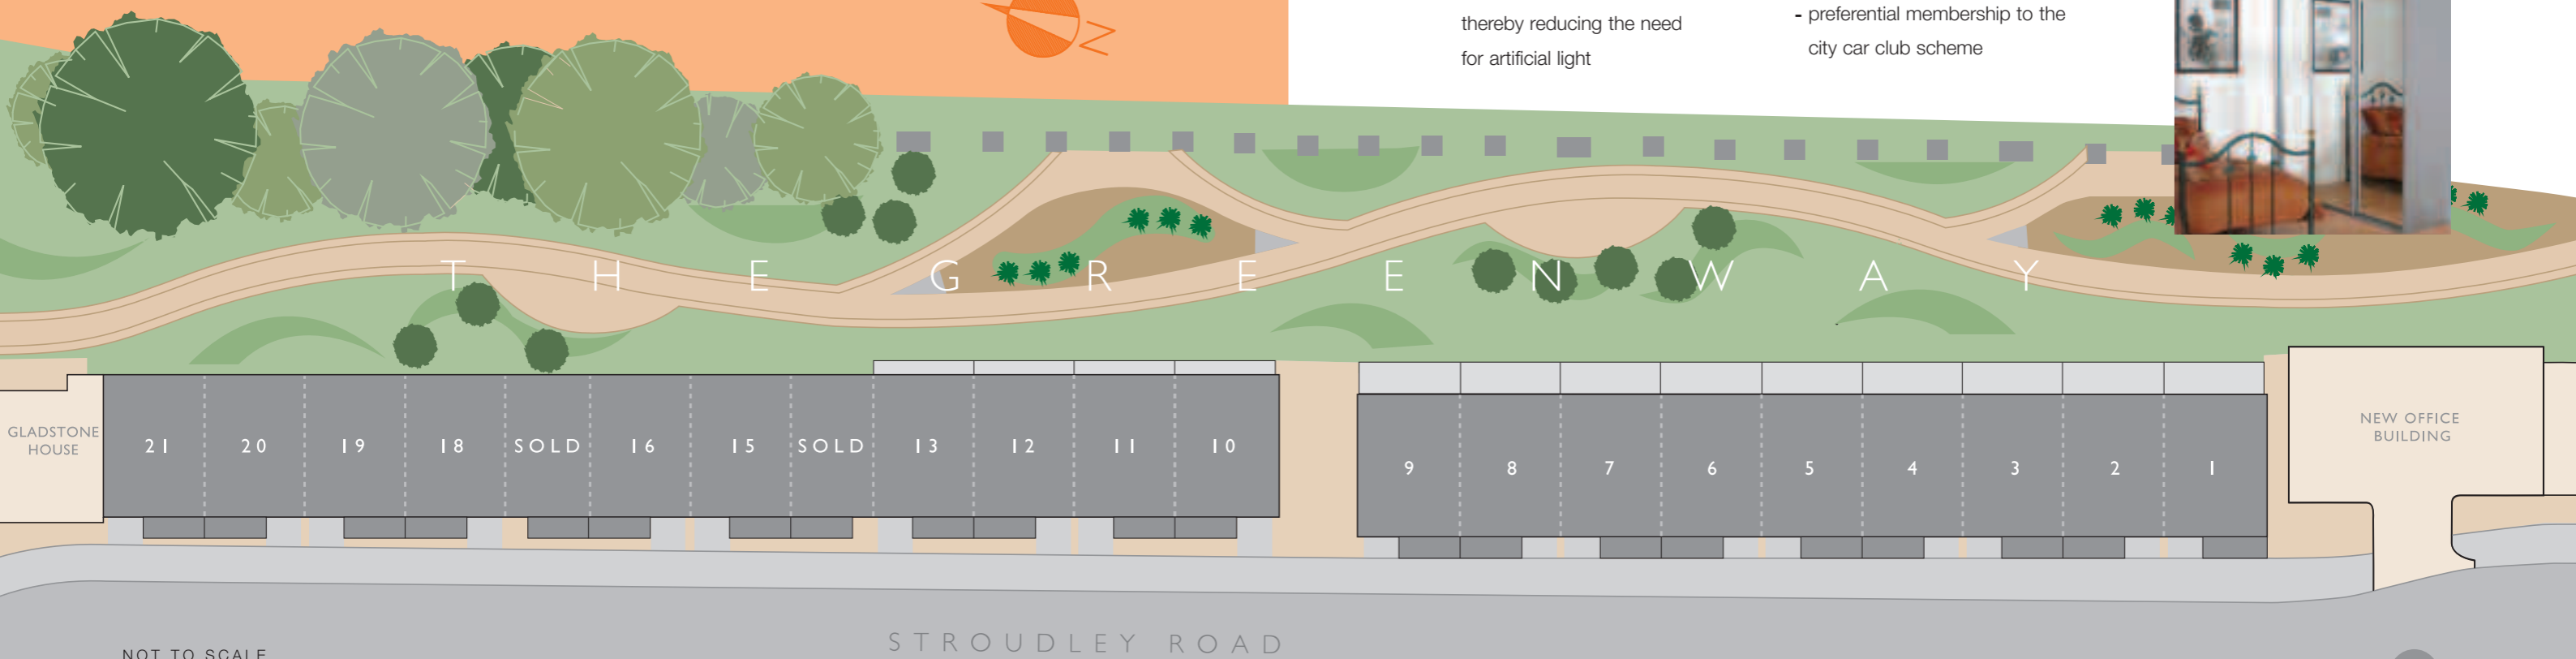 thereby reducing the need
for artificial light
- preferential membership to the
city car club scheme
N
THE GREENWAY
GLADSTONE
HOUSE
21 20 19 18 SOLD 16 15 SOLD 13 12 11 10
9 8 7 6 5 4 3 2 1
NEW OFFICE
BUILDING
STROUDLEY ROAD
NOT TO SCALE